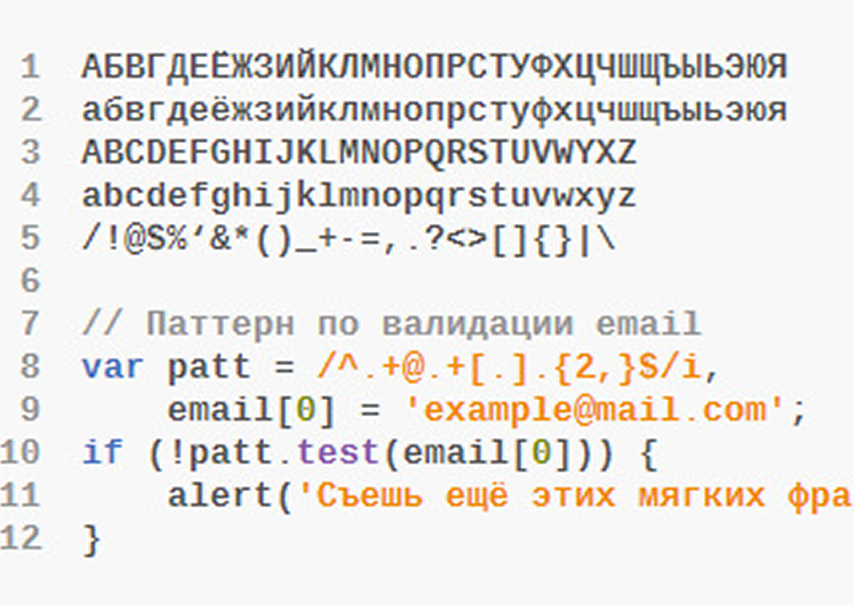 1 АБВГДЕЁЖЗИЙКЛМНОПРСТУФХЦЧШЩЪЫЬЭЮЯ
2 абвгдеёжзийклмнопрстуфхцчшщъыьэюя
3 ABCDEFGHIJKLMNOPQRSTUVWYXZ
4 abcdefghijklmnopqrstuvwxyz
5 /!@$%‘&*()_+-=,.?<>[]{}|\
6
7 // Паттерн по валидации email
8 var patt = /^.+@.+[.].{2,}$/i,
9     email[0] = 'example@mail.com';
10 if (!patt.test(email[0])) {
11     alert('Съешь ещё этих мягких фра
12 }